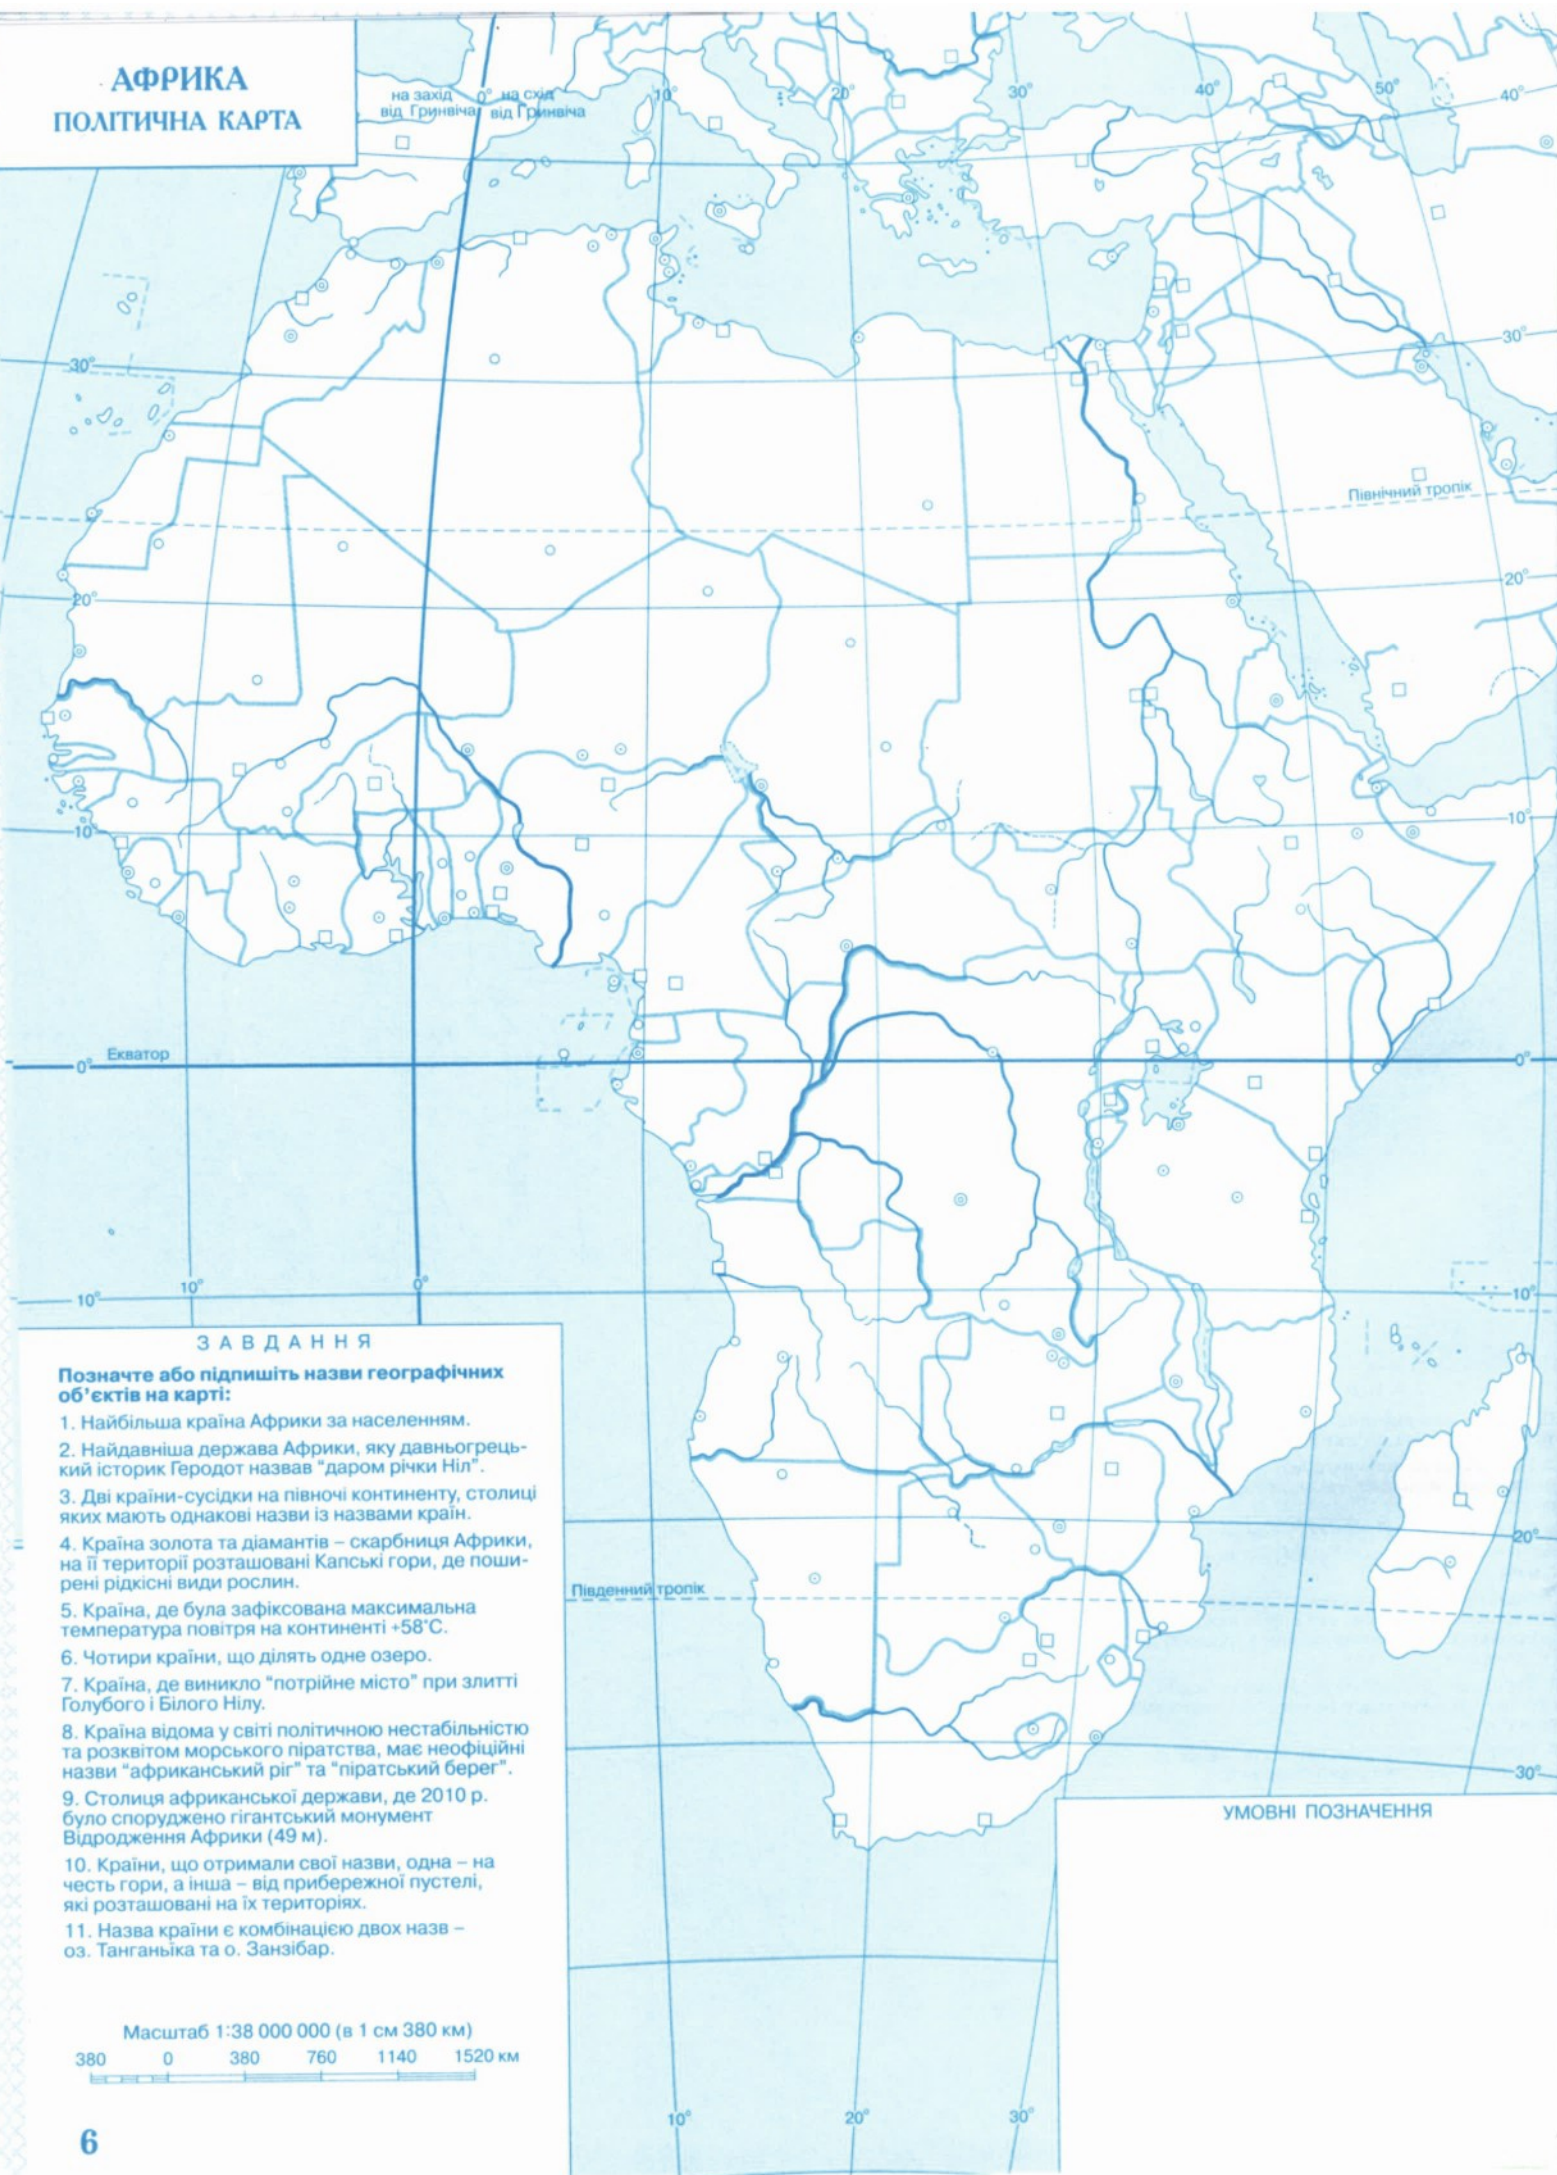 АФРИКА
ПОЛІТИЧНА КАРТА
на захід 0° на схід
від Гринвіча від Гринвіча
10°
20°
30°
40°
50°
40°
30°
30°
Північний тропік
20°
20°
10°
10°
Екватор
0°
0°
10°
0°
10°
10°
ЗАВДАННЯ
Позначте або підпишіть назви географічних
об'єктів на карті:
1. Найбільша країна Африки за населенням.
2. Найдавніша держава Африки, яку давньогрець-
кий історик Геродот назвав “даром річки Ніл”.
3. Дві країни-сусідки на півночі континенту, столиці
яких мають однакові назви із назвами країн.
4. Країна золота та діамантів – скарбниця Африки,
на її території розташовані Капські гори, де поши-
рені рідкісні види рослин.
5. Країна, де була зафіксована максимальна
температура повітря на континенті +58°С.
6. Чотири країни, що ділять одне озеро.
7. Країна, де виникло “потрійне місто” при злитті
Голубого і Білого Нілу.
8. Країна відома у світі політичною нестабільністю
та розквітом морського піратства, має неофіційні
назви “африканський ріг” та “піратський берег”.
9. Столиця африканської держави, де 2010 р.
було споруджено гігантський монумент
Відродження Африки (49 м).
10. Країни, що отримали свої назви, одна – на
честь гори, а інша – від прибережної пустелі,
які розташовані на їх територіях.
11. Назва країни є комбінацією двох назв –
оз. Танганьїка та о. Занзібар.
20°
Південний тропік
30°
УМОВНІ ПОЗНАЧЕННЯ
Масштаб 1:38 000 000 (в 1 см 380 км)
380 0 380 760 1140 1520 км
10°
20°
30°
6